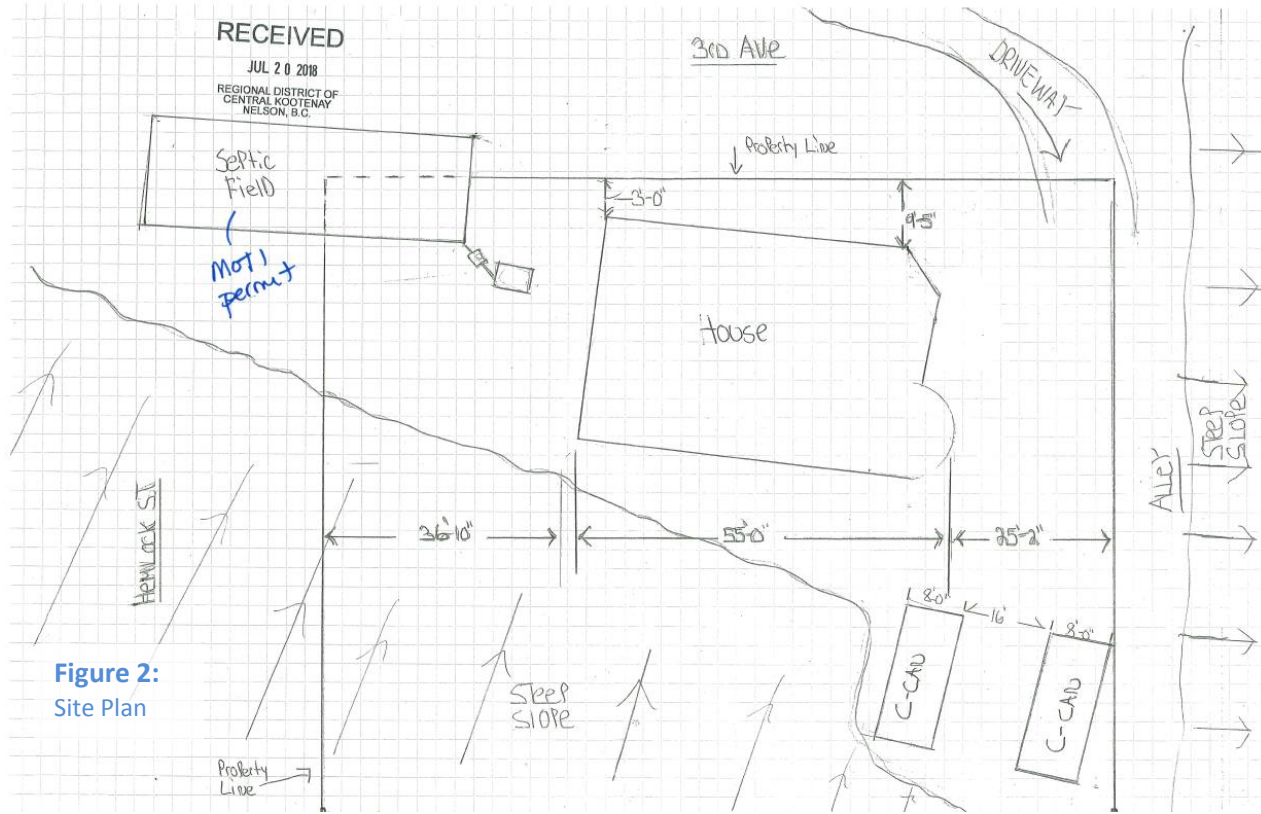 RECEIVED
JUL 20 2018
REGIONAL DISTRICT OF
CENTRAL KOOTENAY
NELSON, B.C.
3RD AVE
DRIVEWAY
Septic
Field
Property Line
3'-0"
9'-5"
MOTI
permit
House
STEEP
SLOPE
ALLEY
HEMLOCK ST
36'-10"
55'-0"
25'-2"
8'-0"
16'
8'-0"
C-CAN
C-CAN
Figure 2:
Site Plan
STEEP
SLOPE
Property
Line